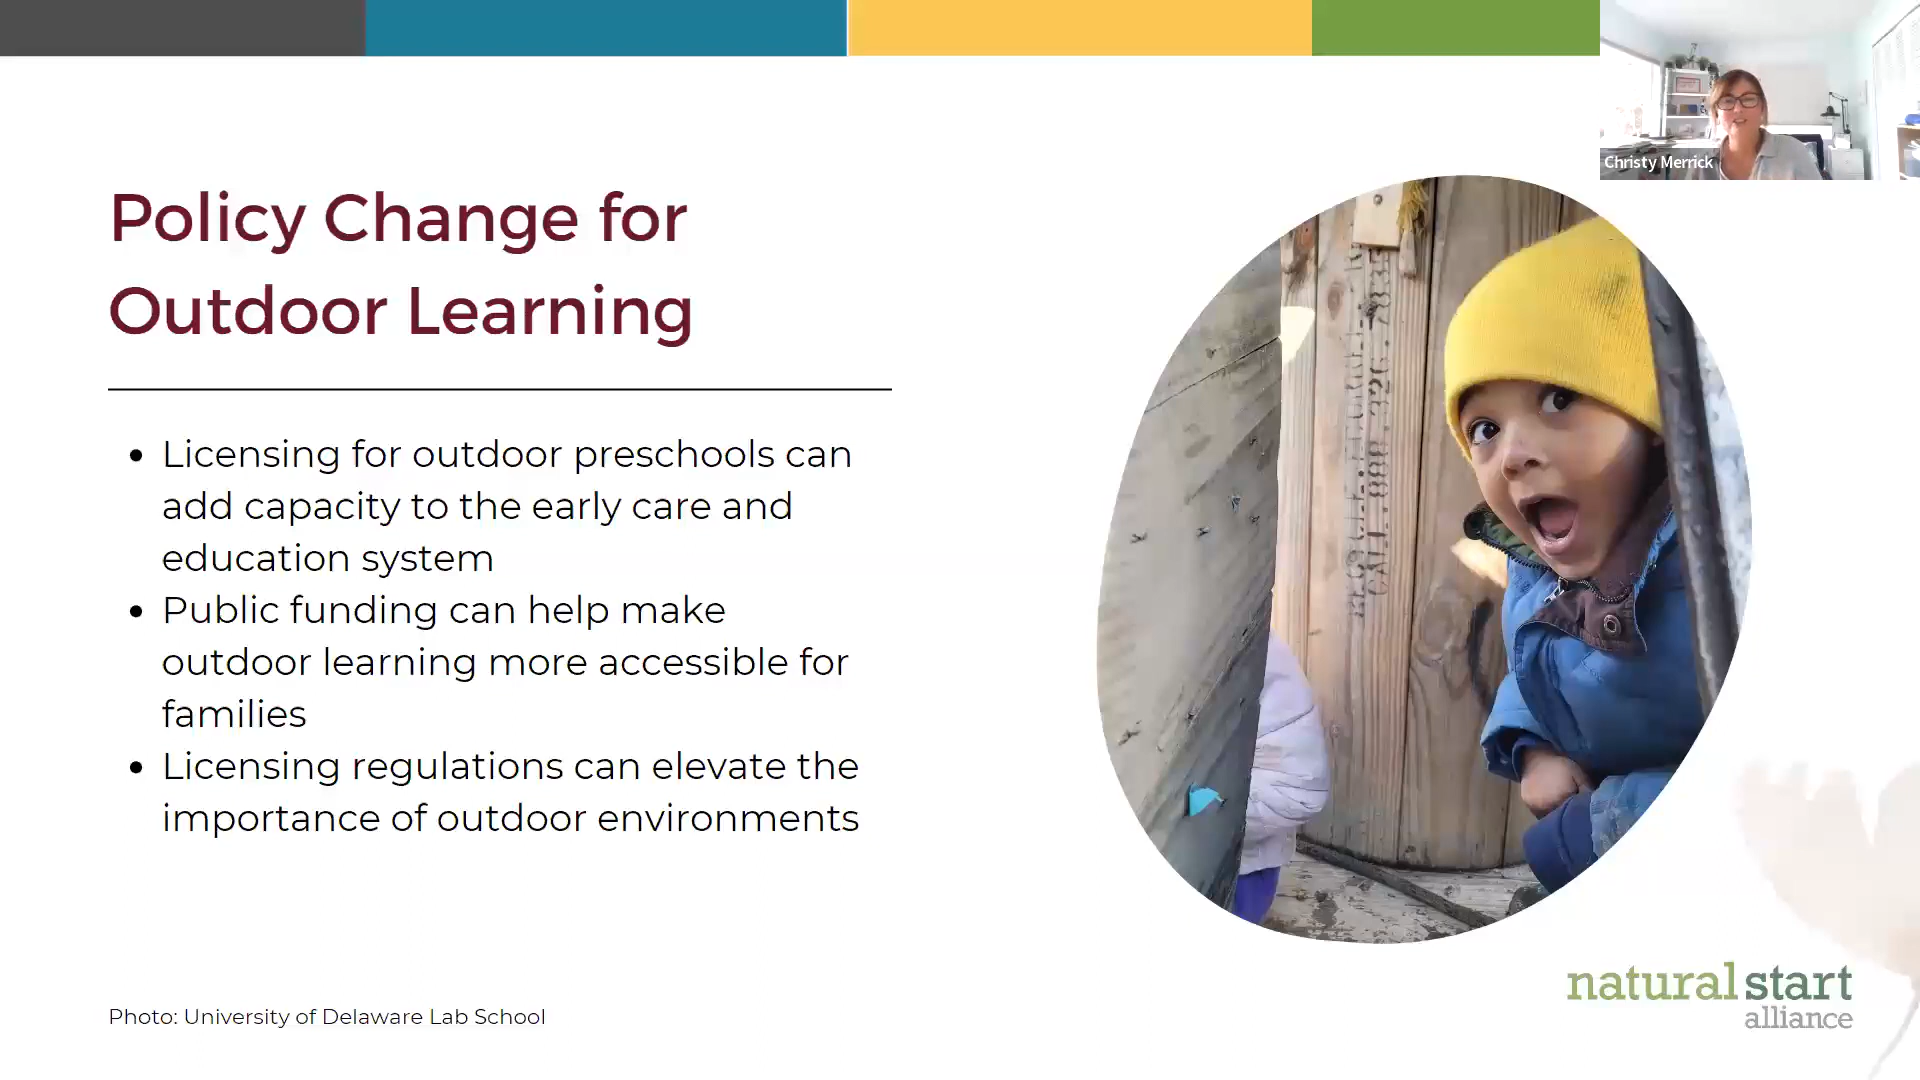 Christy Merrick
Policy Change for
Outdoor Learning
• Licensing for outdoor preschools can
add capacity to the early care and
education system
• Public funding can help make
outdoor learning more accessible for
families
• Licensing regulations can elevate the
importance of outdoor environments
Photo: University of Delaware Lab School
naturalstart
alliance